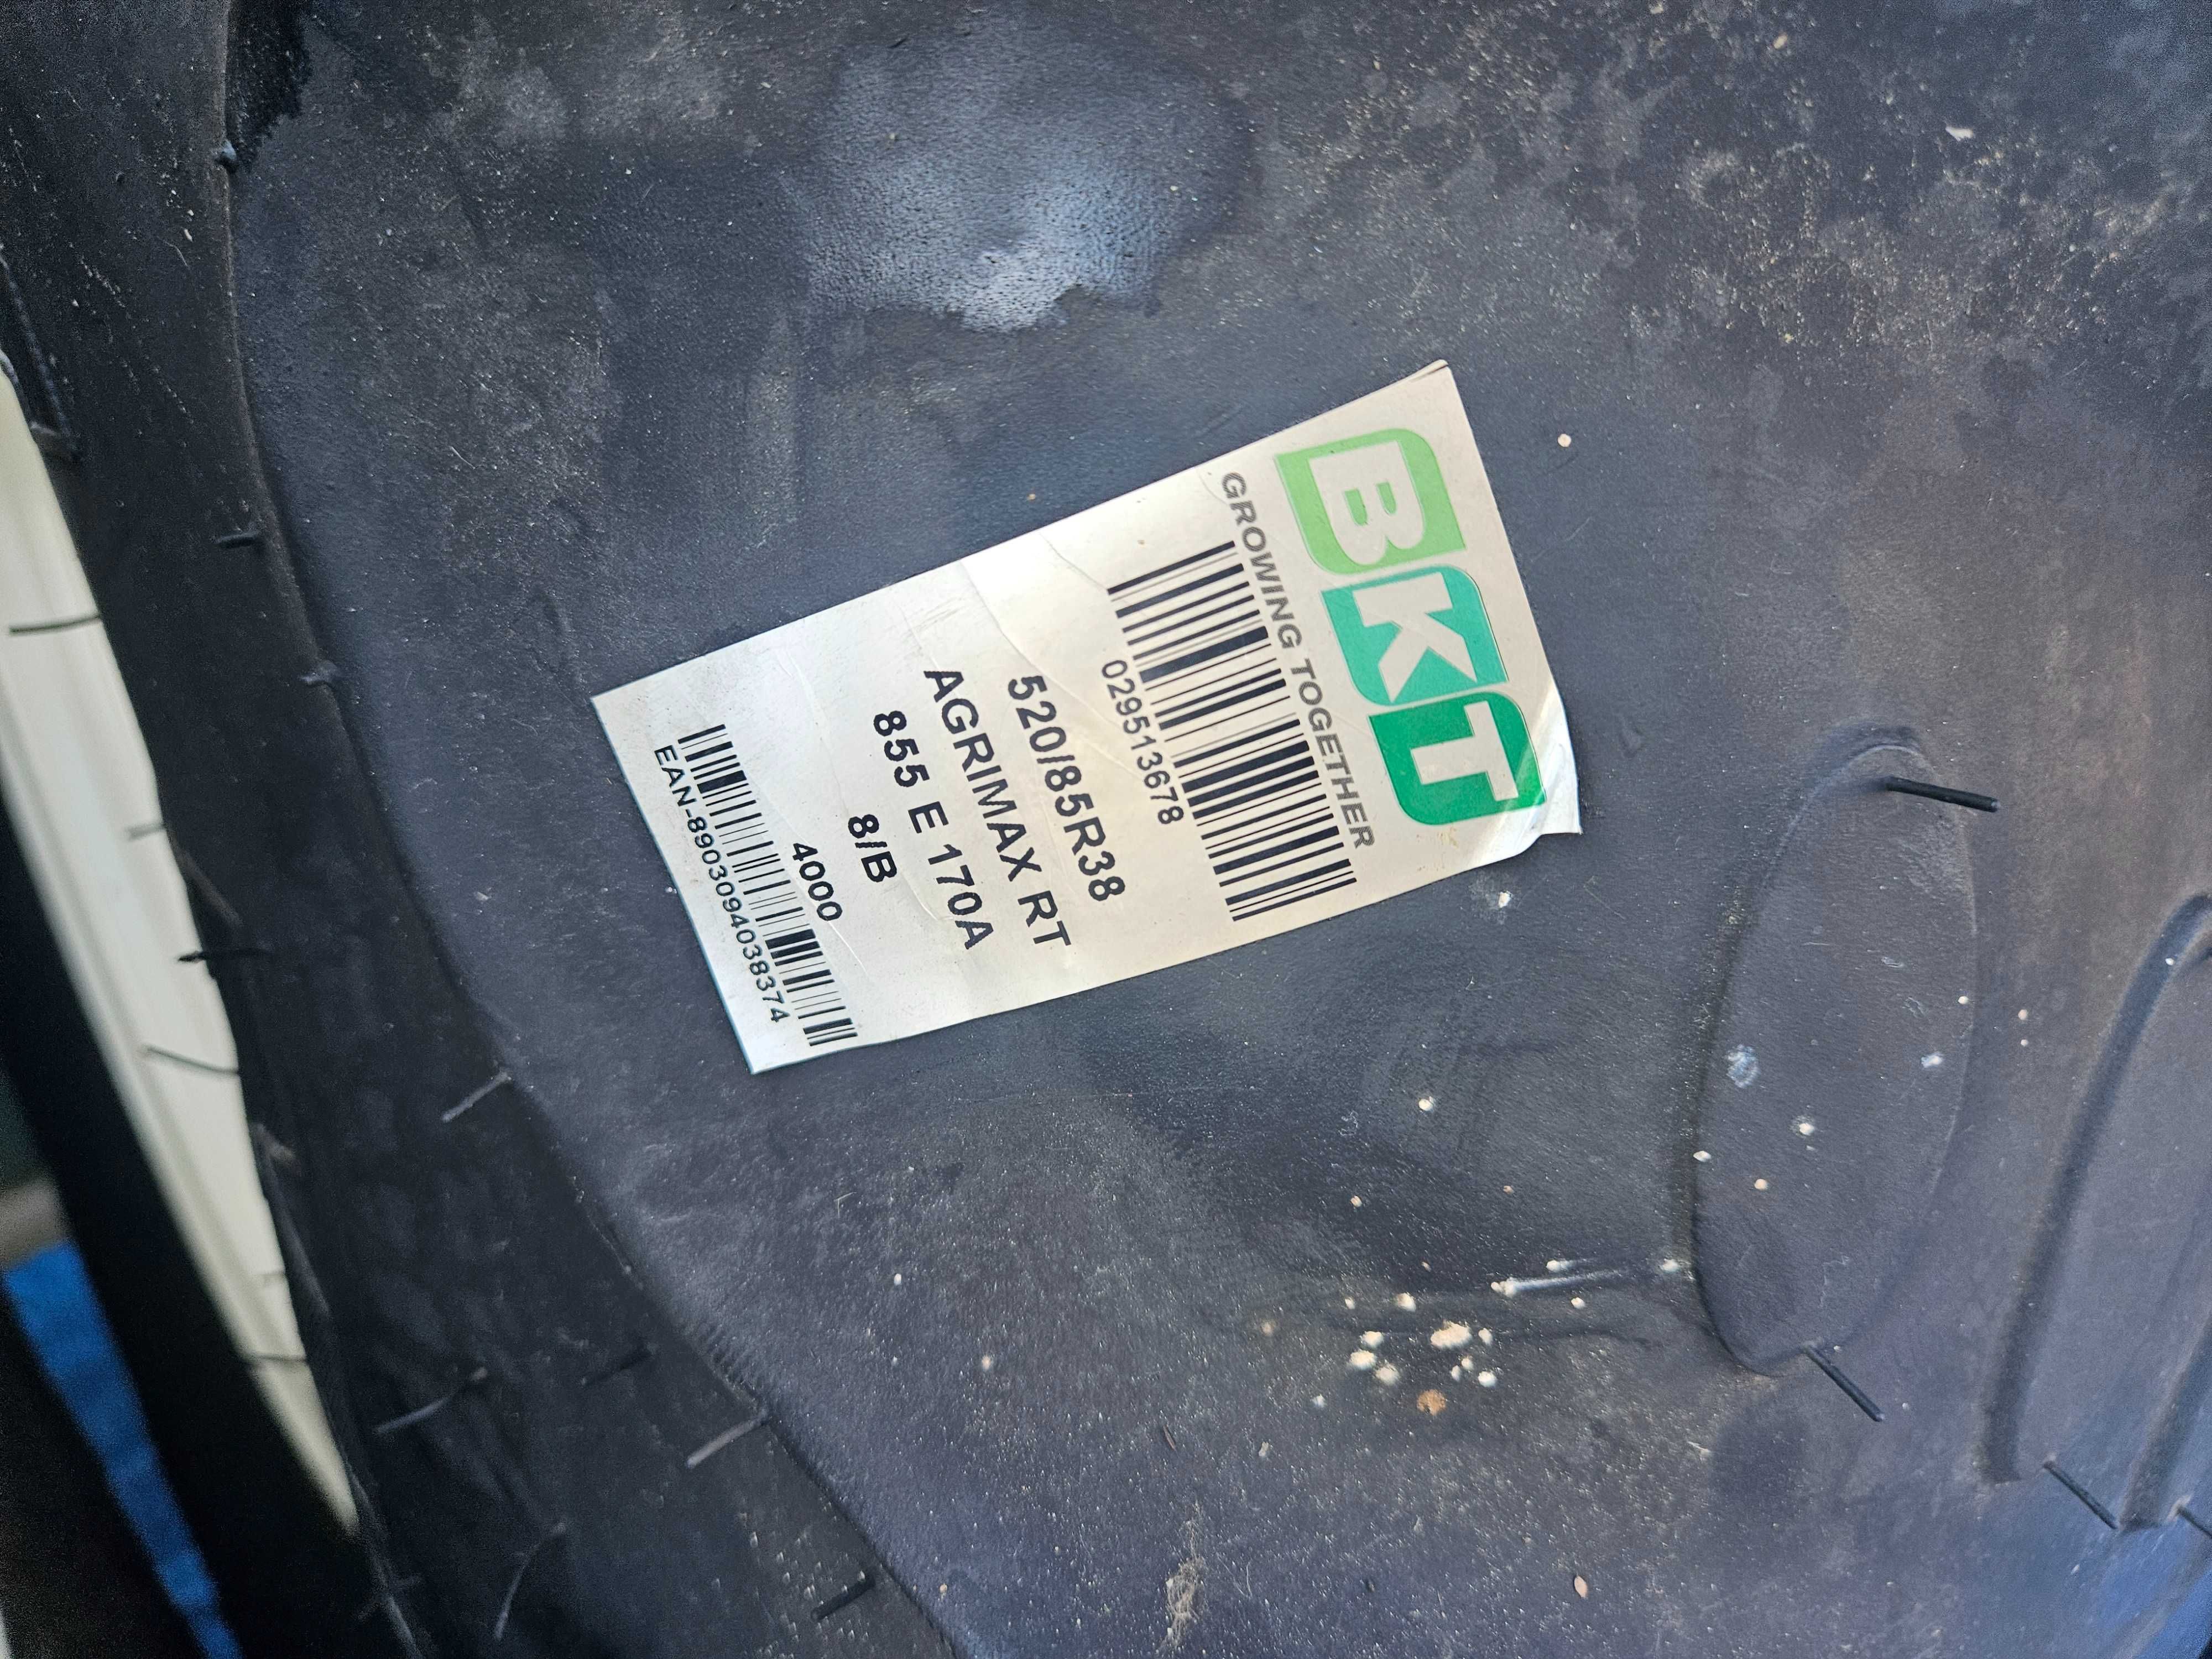 BKT
GROWING TOGETHER
029513678
520/85R38
AGRIMAX RT
855 E 170A
8/B
4000
EAN-8903094038374